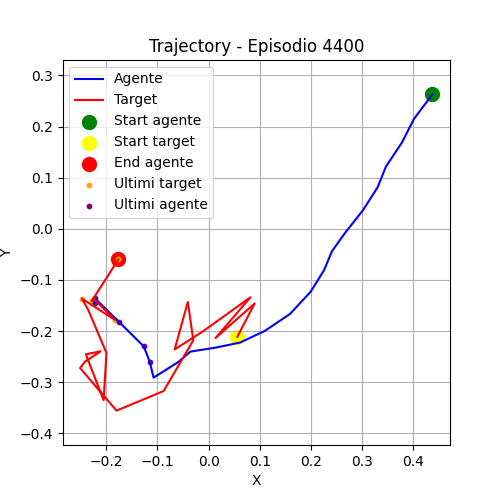 Trajectory - Episodio 4400
Agente
Target
Start agente
Start target
End agente
Ultimi target
Ultimi agente
0.3
0.2
0.1
0.0
−0.1
−0.2
−0.3
−0.4
Y
−0.2
−0.1
0.0
0.1
0.2
0.3
0.4
X